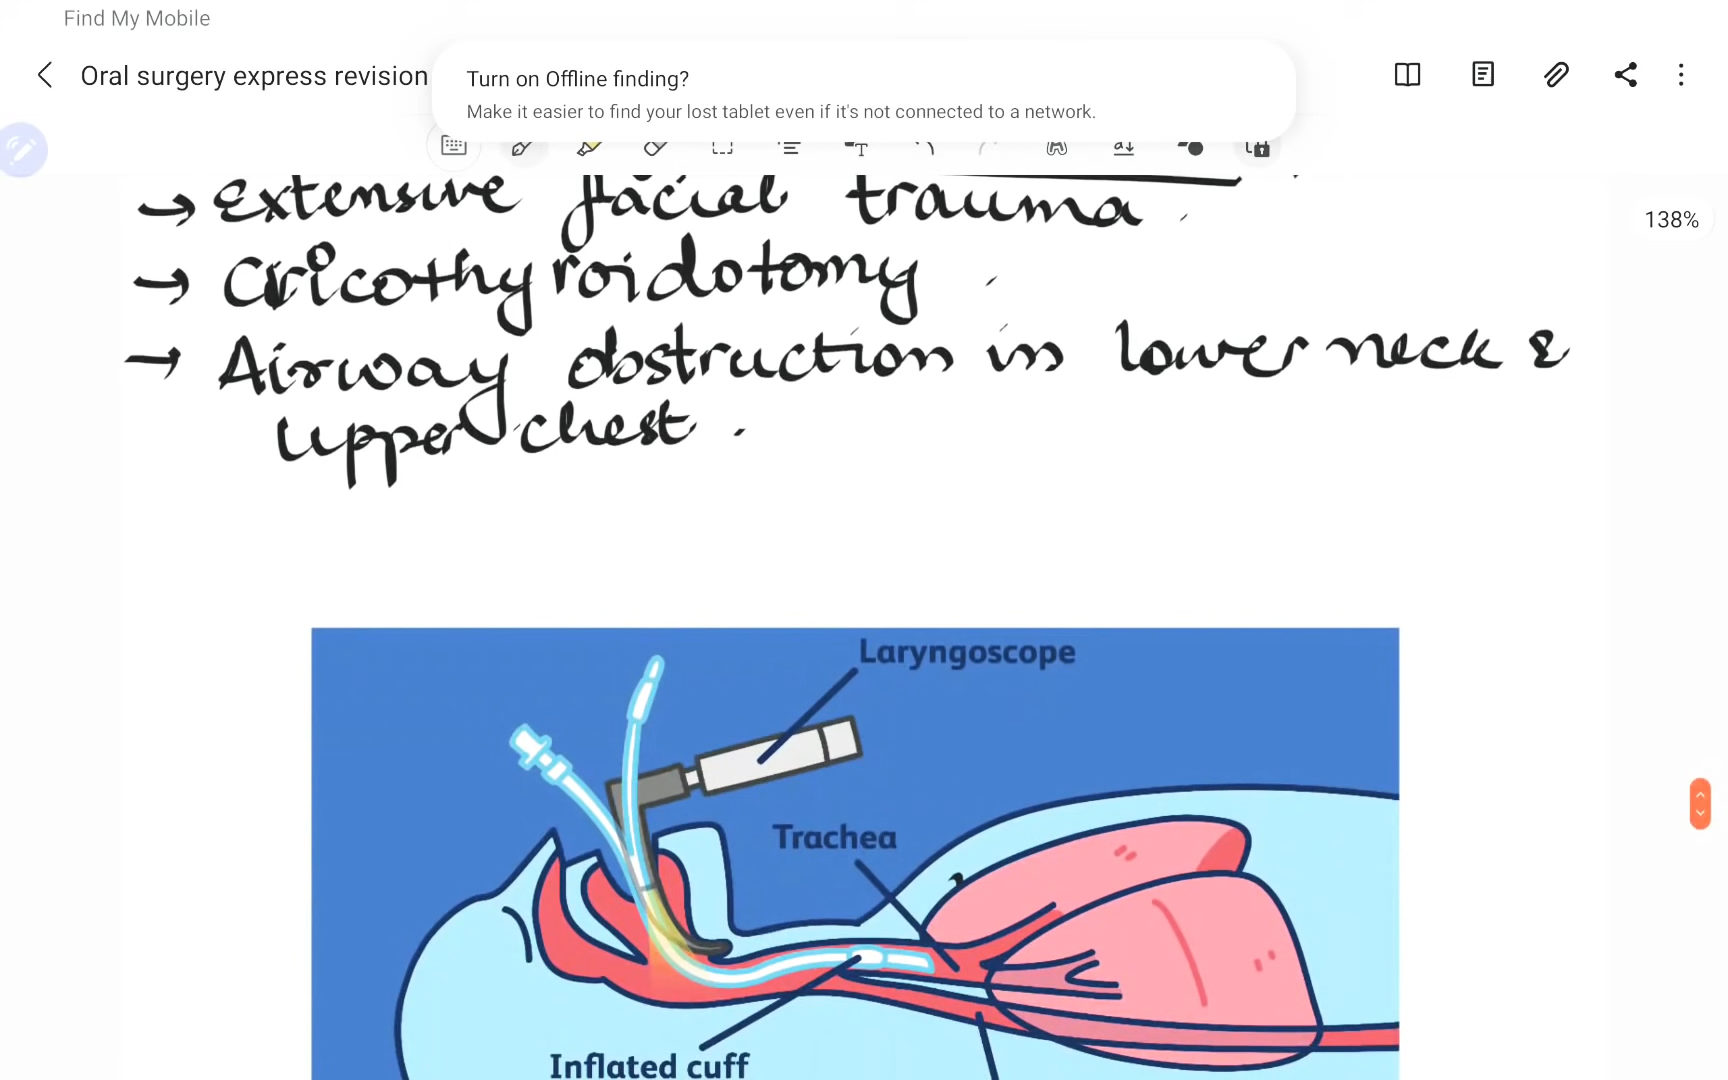 Find My Mobile
Oral surgery express revision
Turn on Offline finding?
Make it easier to find your lost tablet even if it's not connected to a network.
138%
→ Extensive facial trauma.
→ Cricothyroidotomy
→ Airway obstruction in lower neck &
upper chest.
Laryngoscope
Trachea
Inflated cuff